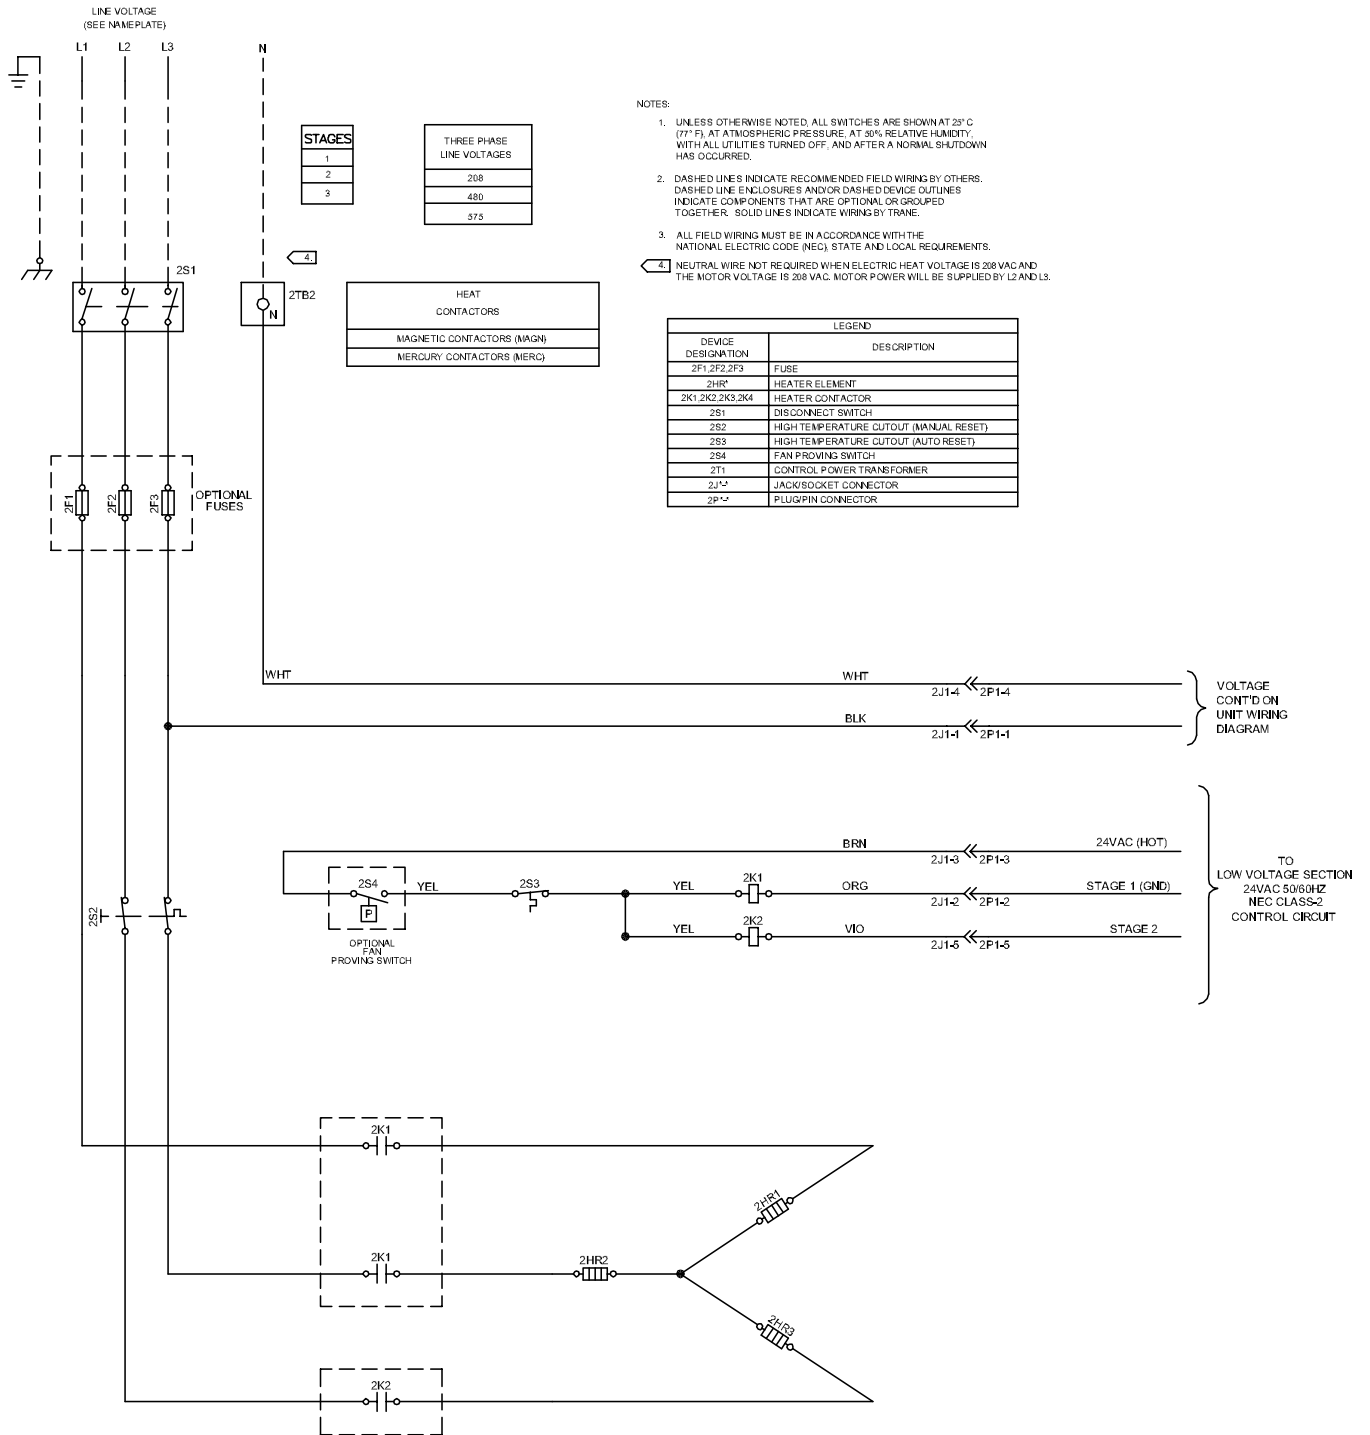 LINE VOLTAGE
(SEE NAMEPLATE)
L1 L2 L3 N
STAGES
1
2
3
THREE PHASE
LINE VOLTAGES
208
480
575
NOTES:
1. UNLESS OTHERWISE NOTED, ALL SWITCHES ARE SHOWN AT 25° C
(77° F), AT ATMOSPHERIC PRESSURE, AT 50% RELATIVE HUMIDITY,
WITH ALL UTILITIES TURNED OFF, AND AFTER A NORMAL SHUTDOWN
HAS OCCURRED.
2. DASHED LINES INDICATE RECOMMENDED FIELD WIRING BY OTHERS.
DASHED LINE ENCLOSURES AND/OR DASHED DEVICE OUTLINES
INDICATE COMPONENTS THAT ARE OPTIONAL OR GROUPED
TOGETHER. SOLID LINES INDICATE WIRING BY TRANE.
3. ALL FIELD WIRING MUST BE IN ACCORDANCE WITH THE
NATIONAL ELECTRIC CODE (NEC), STATE AND LOCAL REQUIREMENTS.
4. NEUTRAL WIRE NOT REQUIRED WHEN ELECTRIC HEAT VOLTAGE IS 208 VAC AND
THE MOTOR VOLTAGE IS 208 VAC. MOTOR POWER WILL BE SUPPLIED BY L2 AND L3.
4.
2S1
2TB2
N
HEAT
CONTACTORS
MAGNETIC CONTACTORS (MAGN)
MERCURY CONTACTORS (MERC)
LEGEND
DEVICE
DESIGNATION
DESCRIPTION
2F1,2F2,2F3 FUSE
2HR* HEATER ELEMENT
2K1,2K2,2K3,2K4 HEATER CONTACTOR
2S1 DISCONNECT SWITCH
2S2 HIGH TEMPERATURE CUTOUT (MANUAL RESET)
2S3 HIGH TEMPERATURE CUTOUT (AUTO RESET)
2S4 FAN PROVING SWITCH
2T1 CONTROL POWER TRANSFORMER
2J*-* JACK/SOCKET CONNECTOR
2P*-* PLUG/PIN CONNECTOR
2F1 2F2 2F3
OPTIONAL
FUSES
WHT WHT
2J1-4 2P1-4
BLK
2J1-1 2P1-1
VOLTAGE
CONT'D ON
UNIT WIRING
DIAGRAM
BRN 24VAC (HOT)
2J1-3 2P1-3
2S4 YEL 2S3 YEL 2K1 ORG STAGE 1 (GND)
P
2J1-2 2P1-2
OPTIONAL
FAN
PROVING SWITCH
YEL 2K2 VIO STAGE 2
2J1-5 2P1-5
TO
LOW VOLTAGE SECTION
24VAC 50/60HZ
NEC CLASS-2
CONTROL CIRCUIT
2S2
2K1
2HR1
2K1 2HR2
2HR3
2K2